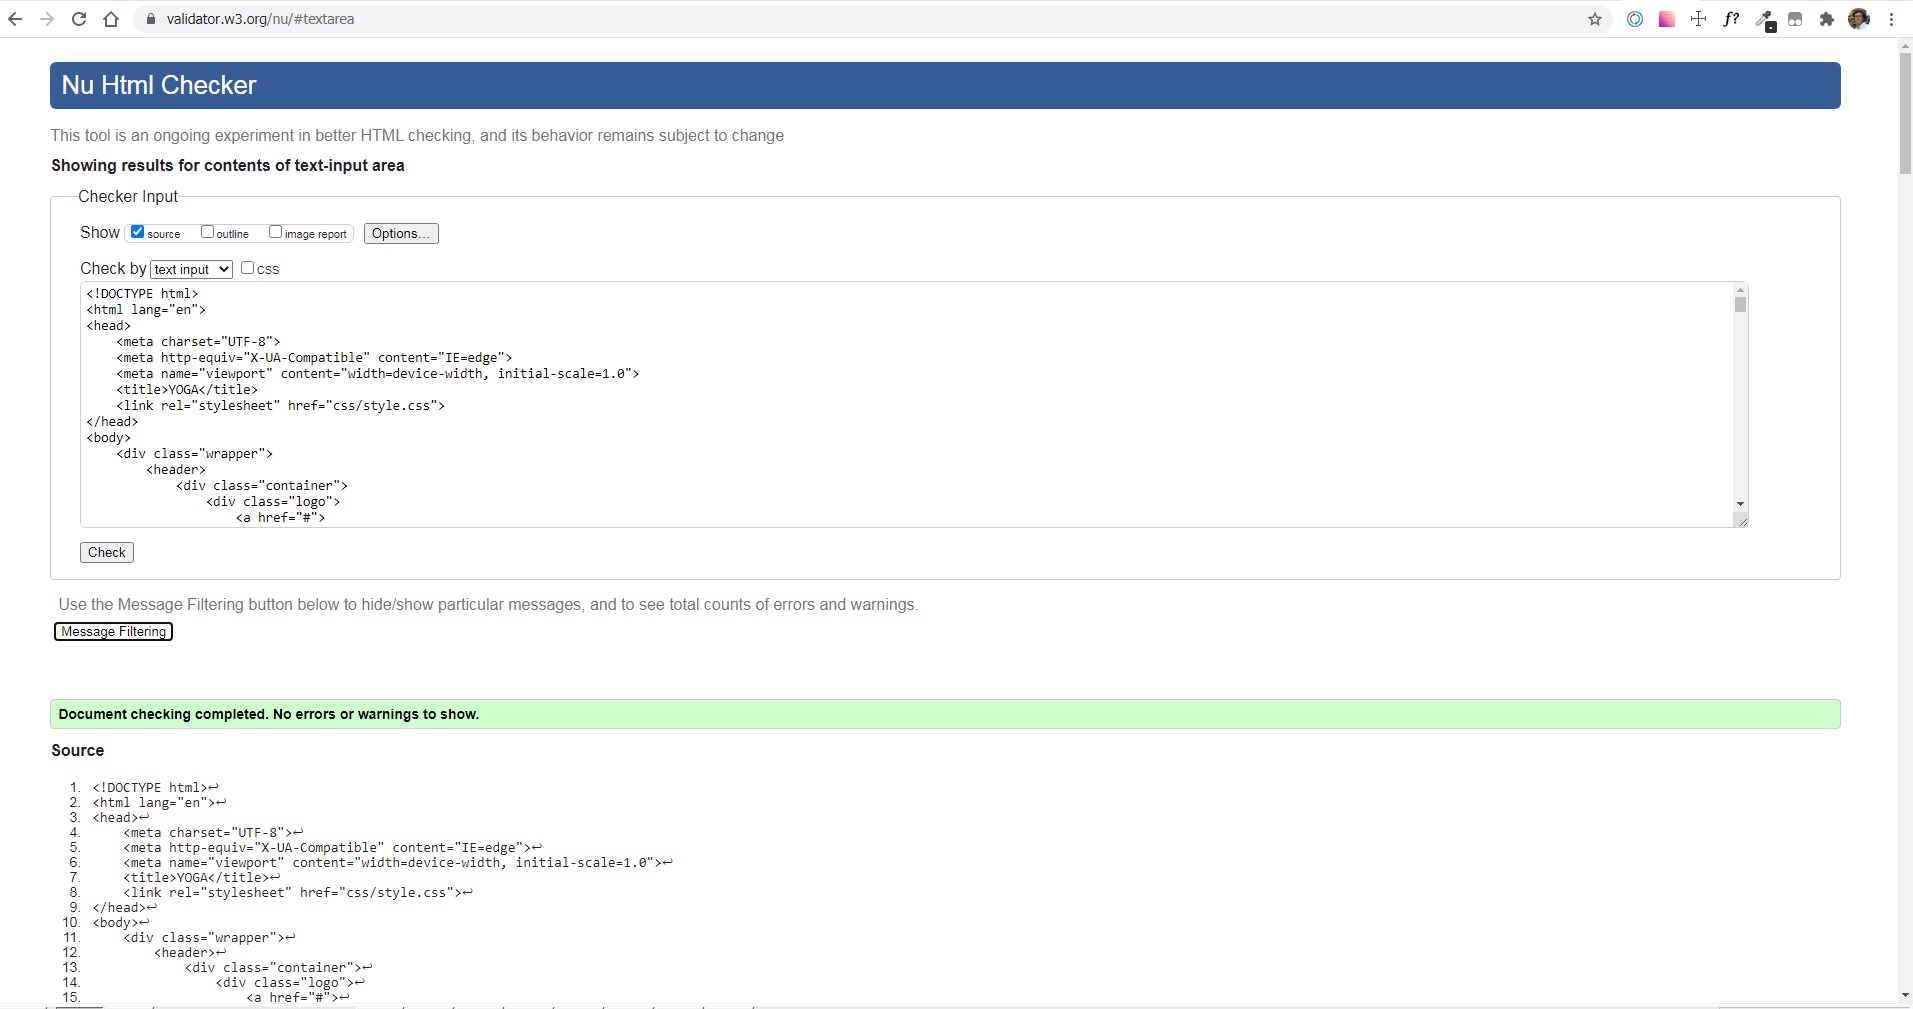 validator.w3.org/nu/#textarea
Nu Html Checker
This tool is an ongoing experiment in better HTML checking, and its behavior remains subject to change
Showing results for contents of text-input area
Checker Input
Show source outline image report Options...
Check by text input css
<!DOCTYPE html>
<html lang="en">
<head>
    <meta charset="UTF-8">
    <meta http-equiv="X-UA-Compatible" content="IE=edge">
    <meta name="viewport" content="width=device-width, initial-scale=1.0">
    <title>YOGA</title>
    <link rel="stylesheet" href="css/style.css">
</head>
<body>
    <div class="wrapper">
        <header>
            <div class="container">
                <div class="logo">
                    <a href="#">
Check
Use the Message Filtering button below to hide/show particular messages, and to see total counts of errors and warnings.
Message Filtering
Document checking completed. No errors or warnings to show.
Source
1. <!DOCTYPE html>↩
2. <html lang="en">↩
3. <head>↩
4.     <meta charset="UTF-8">↩
5.     <meta http-equiv="X-UA-Compatible" content="IE=edge">↩
6.     <meta name="viewport" content="width=device-width, initial-scale=1.0">↩
7.     <title>YOGA</title>↩
8.     <link rel="stylesheet" href="css/style.css">↩
9. </head>↩
10. <body>↩
11.     <div class="wrapper">↩
12.         <header>↩
13.             <div class="container">↩
14.                 <div class="logo">↩
15.                     <a href="#">↩